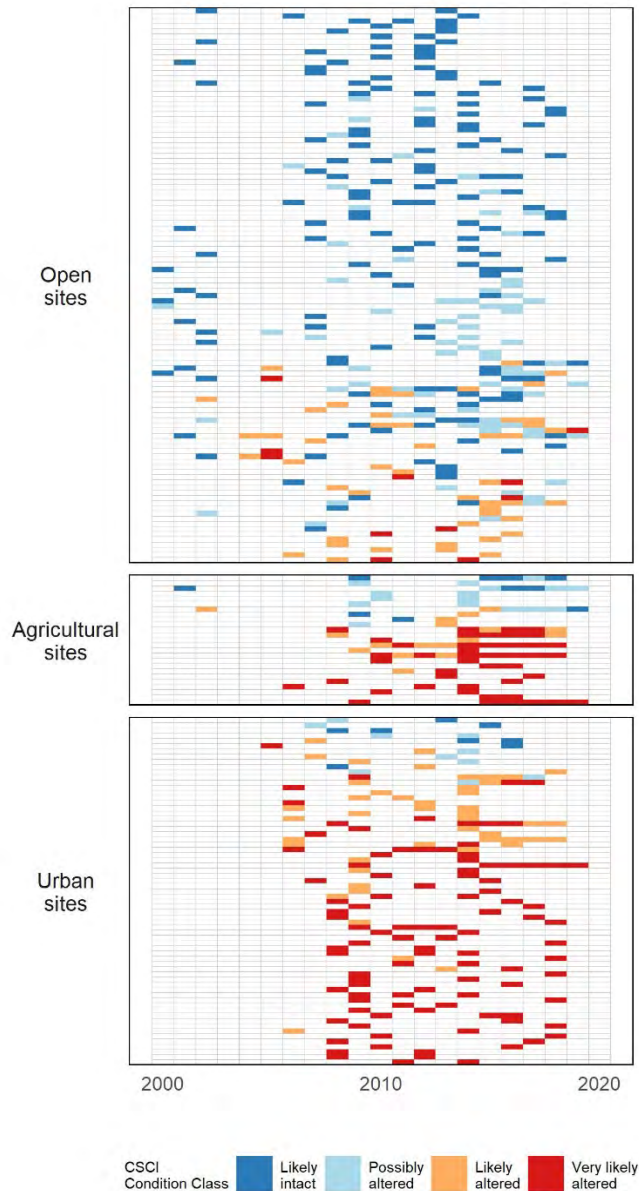 Open
sites
Agricultural
sites
Urban
sites
2000 2010 2020
CSCI
Condition Class
Likely
intact
Possibly
altered
Likely
altered
Very likely
altered